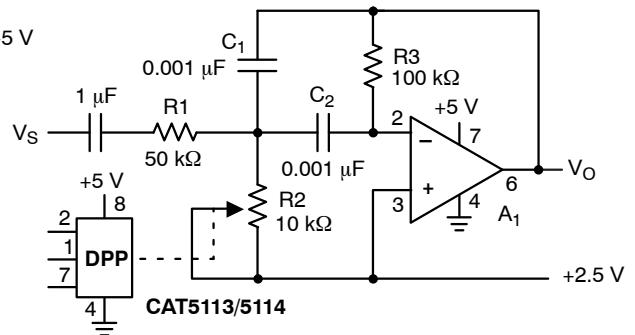 5 V
C1
0.001 µF
R3
100 kΩ
1 µF
R1
C2
+5 V
VS
50 kΩ
0.001 µF
2
7
–
+
3
6
4
VO
A1
+5 V
8
R2
10 kΩ
2
1
7
DPP
4
CAT5113/5114
+2.5 V